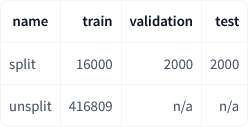 name train validation test
split 16000 2000 2000
unsplit 416809 n/a n/a